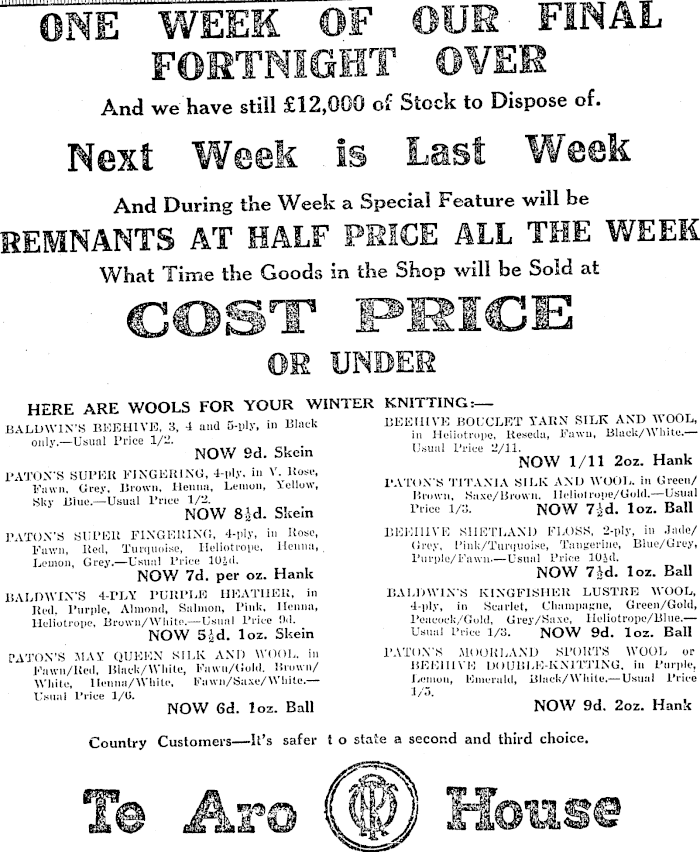 ONE WEEK OF OUR FINAL
FORTNIGHT OVER
And we have still £12,000 of Stock to Dispose of.
Next Week is Last Week
And During the Week a Special Feature will be
REMNANTS AT HALF PRICE ALL THE WEEK
What Time the Goods in the Shop will be Sold at
COST PRICE
OR UNDER
HERE ARE WOOLS FOR YOUR WINTER KNITTING:—
BALDWIN'S BEEHIVE, 3, 4 and 5-ply, in Black
only.—Usual Price 1/2.
NOW 9d. Skein
PATON'S SUPER FINGERING, 4-ply, in V. Rose,
Fawn, Grey, Brown, Henna, Lemon, Yellow,
Sky Blue.—Usual Price 1/2.
NOW 8½d. Skein
PATON'S SUPER FINGERING, 4-ply, in Rose,
Fawn, Red, Turquoise, Heliotrope, Henna,
Lemon, Grey.—Usual Price 10½d.
NOW 7d. per oz. Hank
BALDWIN'S 4-PLY PURPLE HEATHER, in
Red, Purple, Almond, Salmon, Pink, Henna,
Heliotrope, Brown/White.—Usual Price 9d.
NOW 5½d. 1oz. Skein
PATON'S MAY QUEEN SILK AND WOOL, in
Fawn/Red, Black/White, Fawn/Gold, Brown/
White, Henna/White, Fawn/Saxe/White.—
Usual Price 1/6.
NOW 6d. 1oz. Ball
BEEHIVE BOUCLET YARN SILK AND WOOL,
in Heliotrope, Reseda, Fawn, Black/White.—
Usual Price 2/11.
NOW 1/11 2oz. Hank
PATON'S TITANIA SILK AND WOOL, in Green/
Brown, Saxe/Brown, Heliotrope/Gold.—Usual
Price 1/3. NOW 7½d. 1oz. Ball
BEEHIVE SHETLAND FLOSS, 2-ply, in Jade/
Grey, Pink/Turquoise, Tangerine, Blue/Grey,
Purple/Fawn.—Usual Price 10½d.
NOW 7½d. 1oz. Ball
BALDWIN'S KINGFISHER LUSTRE WOOL,
4-ply, in Scarlet, Champagne, Green/Gold,
Peacock/Gold, Grey/Saxe, Heliotrope/Blue.—
Usual Price 1/3. NOW 9d. 1oz. Ball
PATON'S MOORLAND SPORTS WOOL or
BEEHIVE DOUBLE-KNITTING, in Purple,
Lemon, Emerald, Black/White.—Usual Price
NOW 9d. 2oz. Hank
Country Customers—It's safer to state a second and third choice.
Te Aro House